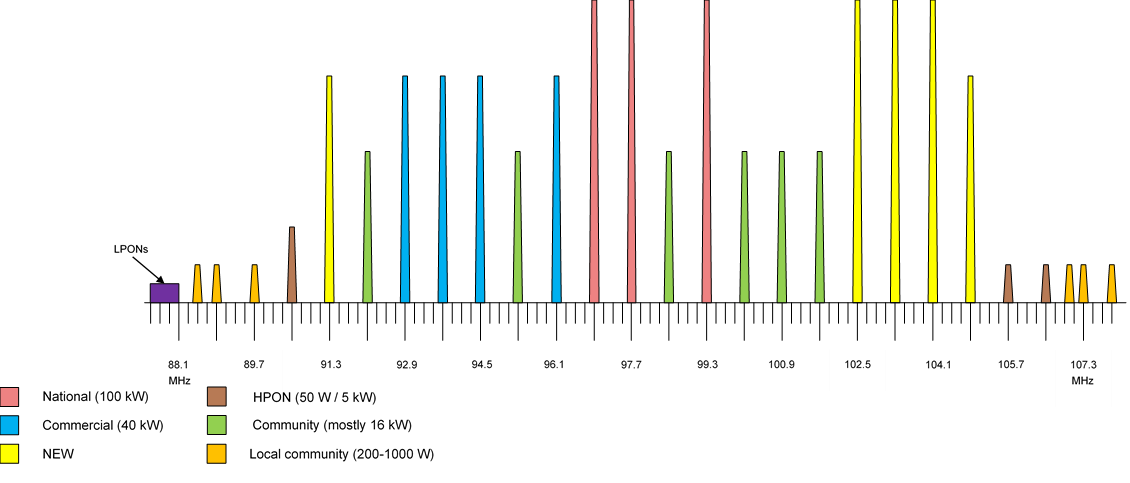 LPONs
88.1 89.7 91.3 92.9 94.5 96.1 97.7 99.3 100.9 102.5 104.1 105.7 107.3
MHz MHz
National (100 kW) HPON (50 W / 5 kW)
Commercial (40 kW) Community (mostly 16 kW)
NEW Local community (200-1000 W)